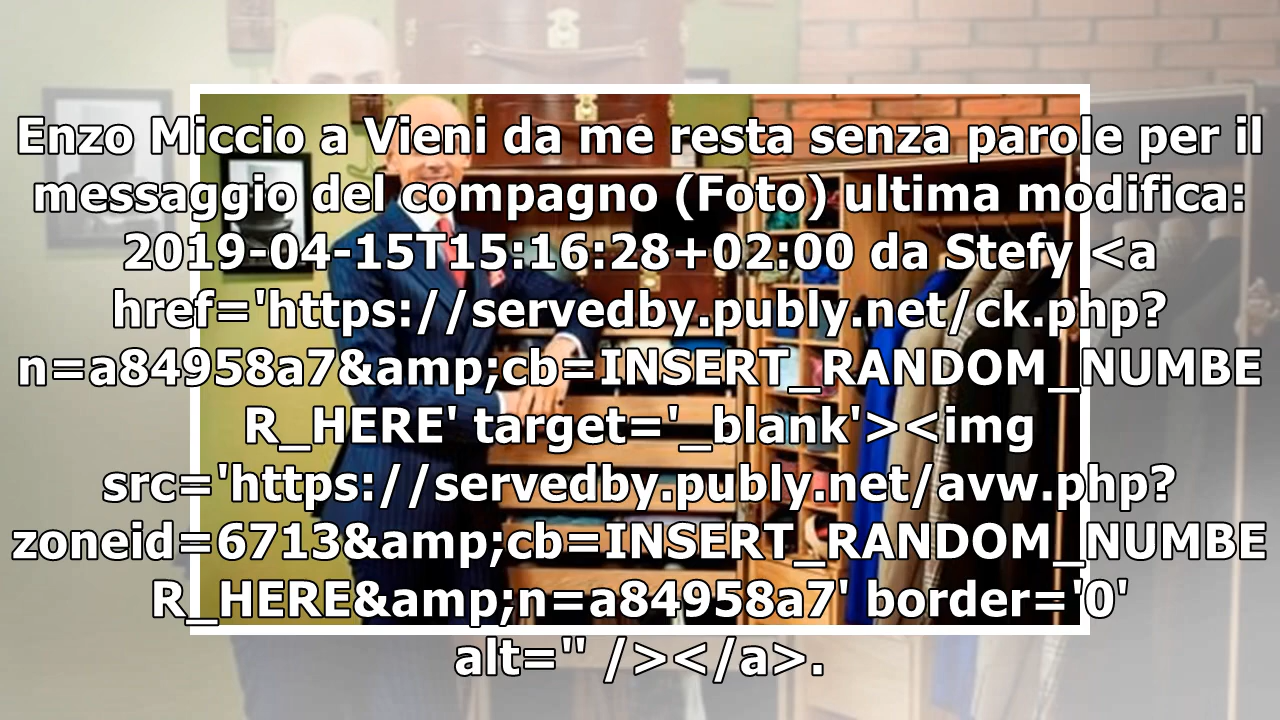 Enzo Miccio a Vieni da me resta senza parole per il
messaggio del compagno (Foto) ultima modifica:
2019-04-15T15:16:28+02:00 da Stefy <a
href='https://servedby.publy.net/ck.php?
n=a84958a7&amp;cb=INSERT_RANDOM_NUMBE
R_HERE' target='_blank'><img
src='https://servedby.publy.net/avw.php?
zoneid=6713&amp;cb=INSERT_RANDOM_NUMBE
R_HERE&amp;n=a84958a7' border='0'
alt='' /></a>.